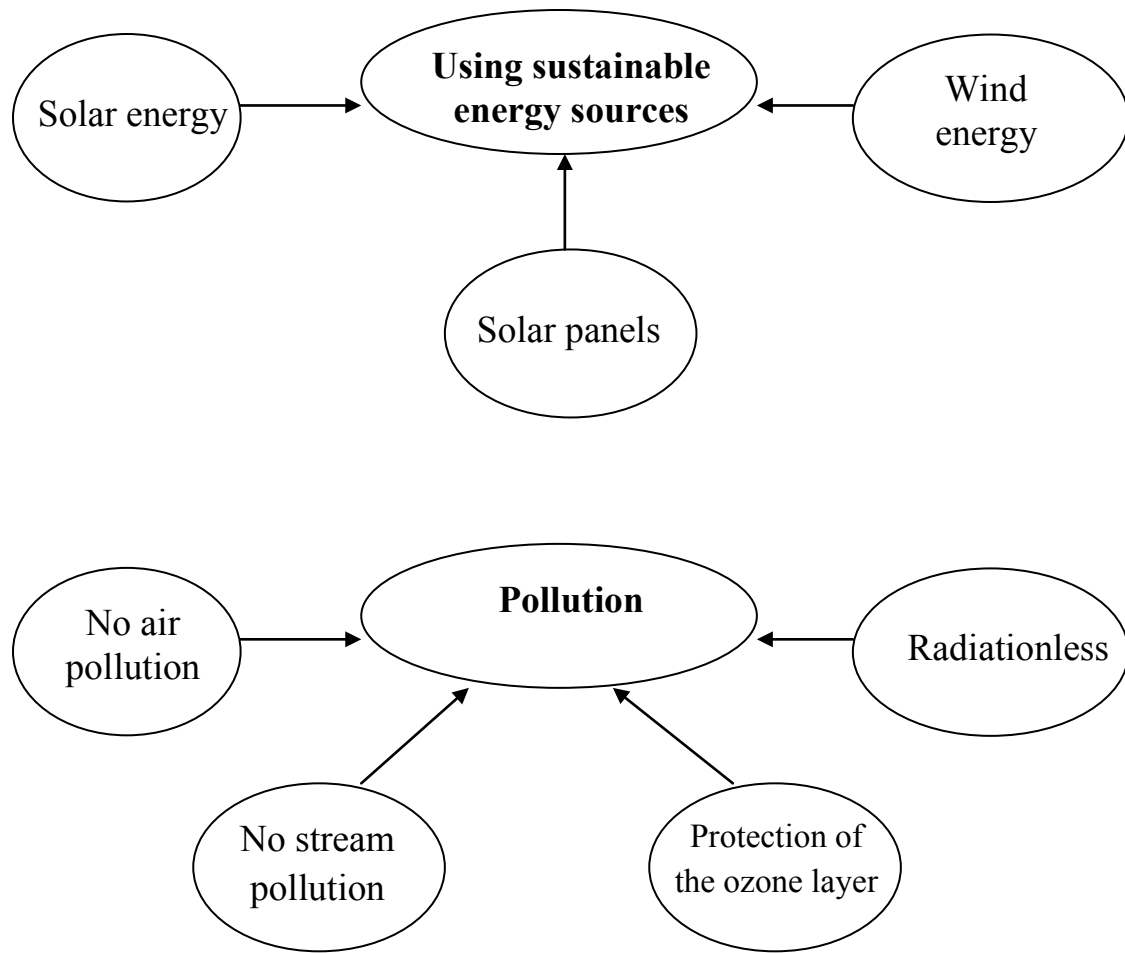 Solar energy
Using sustainable
energy sources
Wind
energy
Solar panels
Pollution
No air
pollution
Radiationless
No stream
pollution
Protection of
the ozone layer